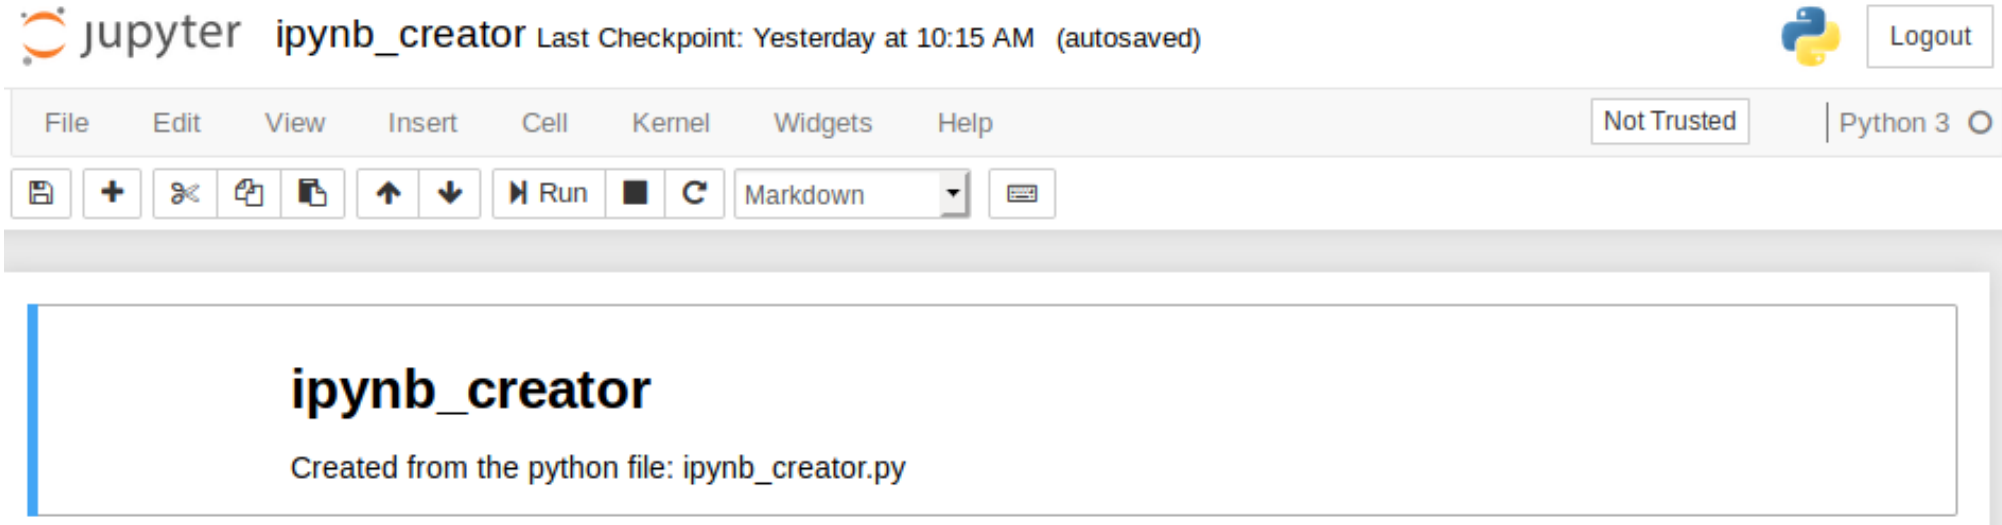 jupyter ipynb_creator Last Checkpoint: Yesterday at 10:15 AM (autosaved) Logout
File Edit View Insert Cell Kernel Widgets Help Not Trusted Python 3
Run Markdown
ipynb_creator
Created from the python file: ipynb_creator.py